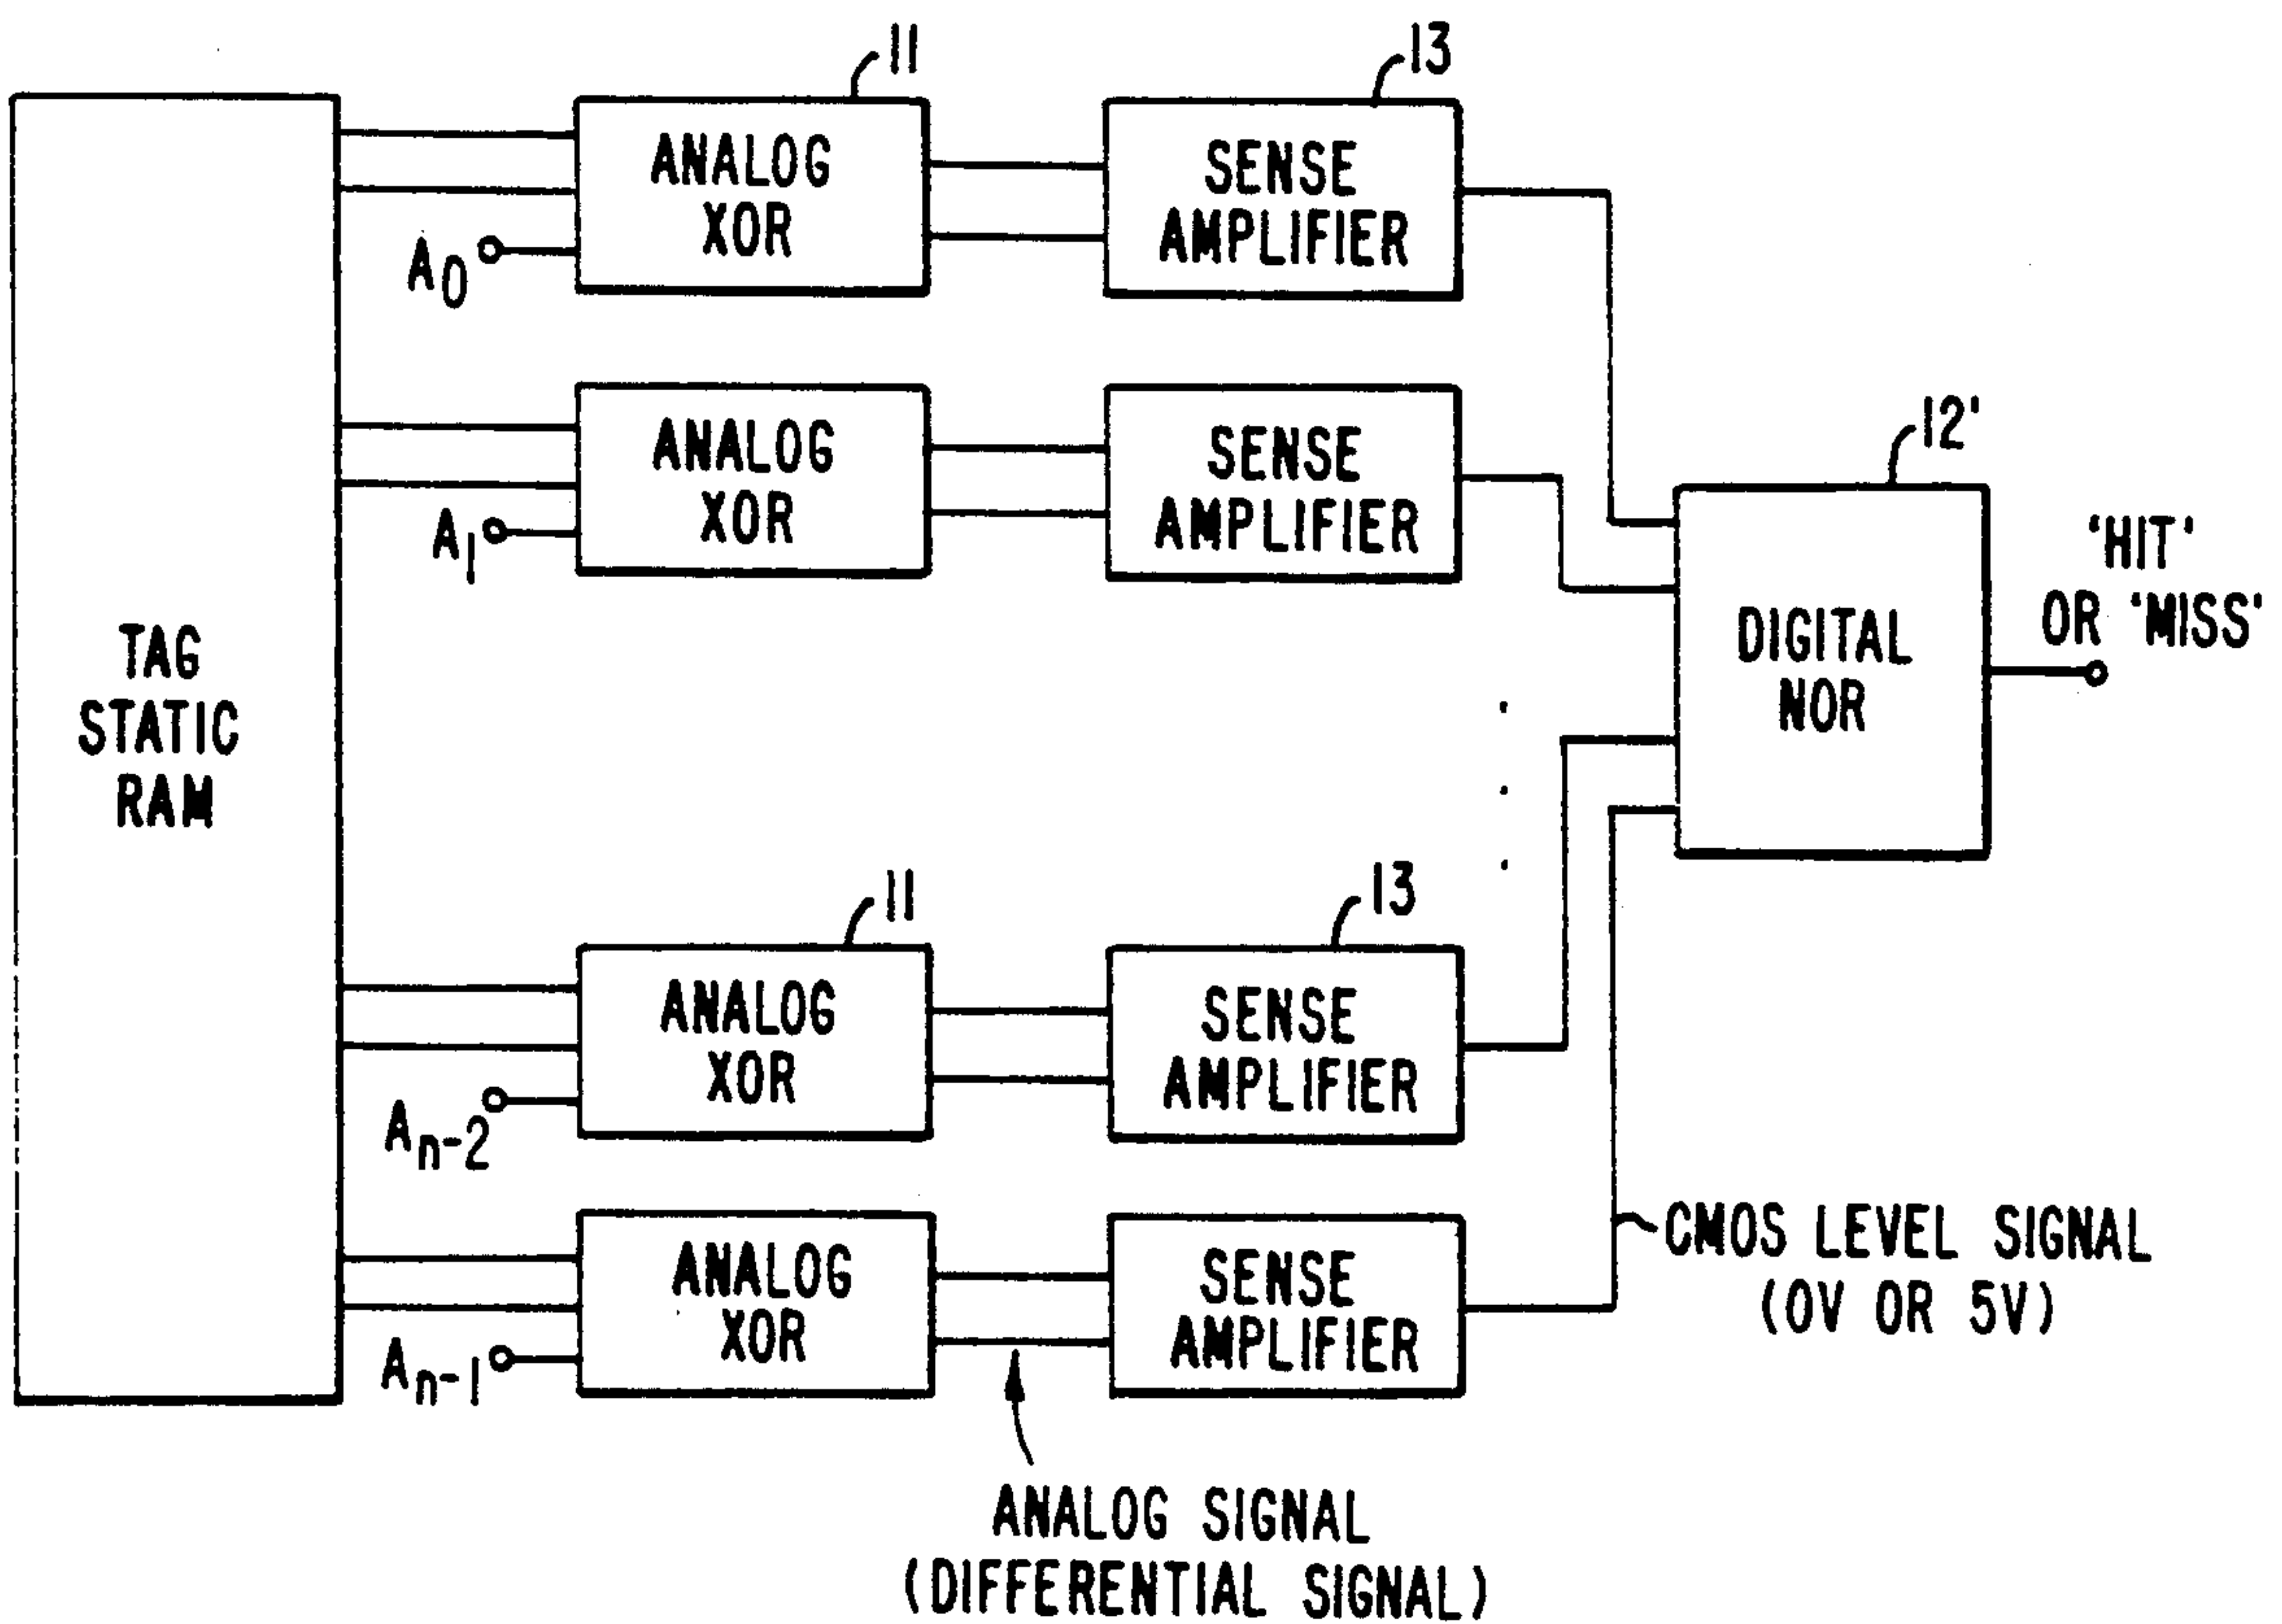 11
13
ANALOG
XOR
SENSE
AMPLIFIER
A0
ANALOG
XOR
SENSE
AMPLIFIER
A1
12'
'HIT'
OR 'MISS'
DIGITAL
NOR
TAG
STATIC
RAM
11
13
ANALOG
XOR
SENSE
AMPLIFIER
An-2
ANALOG
XOR
SENSE
AMPLIFIER
An-1
CMOS LEVEL SIGNAL
(0V OR 5V)
ANALOG SIGNAL
(DIFFERENTIAL SIGNAL)